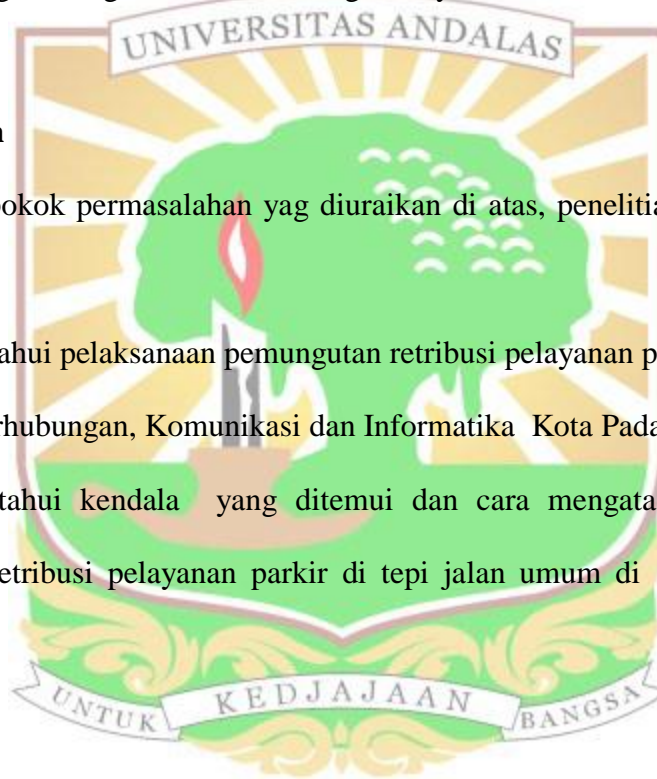 UNIVERSITAS ANDALAS
pokok permasalahan yag diuraikan di atas, penelitia
ahui pelaksanaan pemungutan retribusi pelayanan p
rhubungan, Komunikasi dan Informatika Kota Pada
tahui kendala yang ditemui dan cara mengata
etribusi pelayanan parkir di tepi jalan umum di
UNTUK KEDJAJAAN BANGSA